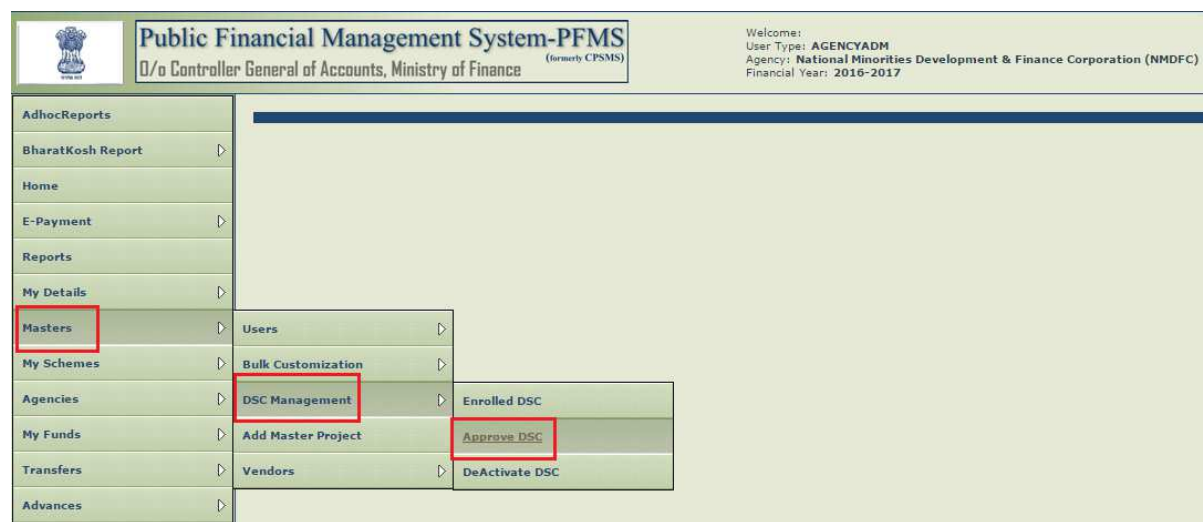 Public Financial Management System-PFMS
(formerly CPSMS)
O/o Controller General of Accounts, Ministry of Finance
Welcome:
User Type: AGENCYADM
Agency: National Minorities Development & Finance Corporation (NMDFC)
Financial Year: 2016-2017
AdhocReports
BharatKosh Report
Home
E-Payment
Reports
My Details
Masters
My Schemes
Agencies
My Funds
Transfers
Advances
Users
Bulk Customization
DSC Management
Add Master Project
Vendors
Enrolled DSC
Approve DSC
DeActivate DSC